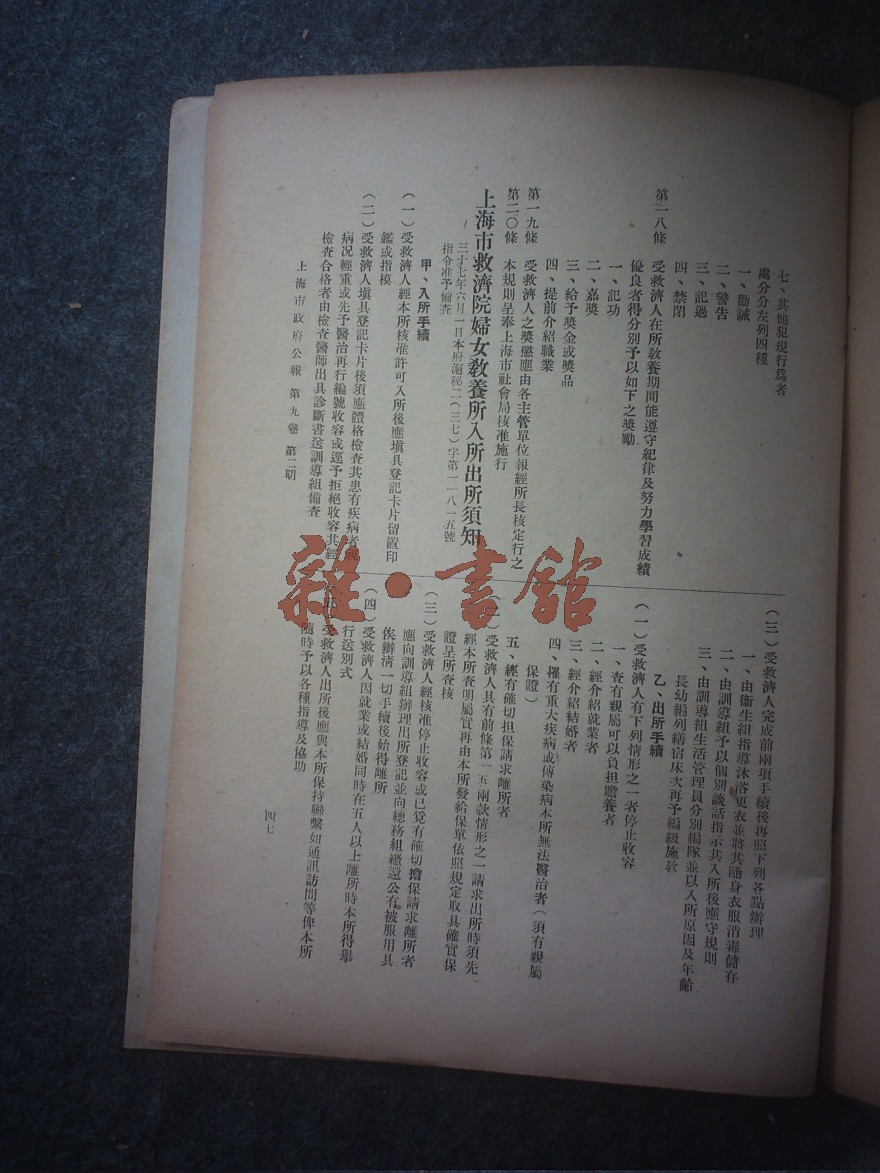 七、其他犯規行爲者
處分分左列四種
一、勸誡
二、警告
三、記過
四、禁閉
第一八條　受救濟人在所敎養期間能遵守紀律及努力學習成績
優良者得分別予以如下之獎勵
一、記功
二、嘉獎
三、給予獎金或獎品
四、提前介紹職業
第一九條　受救濟人之獎懲應由各主管單位報經所長核定行之
第二〇條　本規則呈奉上海市社會局核准施行
上海市救濟院婦女敎養所入所出所須知
三十七年六月一日本府滬秘二(三七)字第一一八一五號
指令准予備查
甲、入所手續
(一)受救濟人經本所核准許可入所後應填具登記卡片留置印
鑑或指模
(二)受救濟人填具登記卡片後須應體格檢查其患有疾病者視
病况輕重或先予醫治再行編號收容或逕予拒絕收容其經
檢查合格者由檢查醫師出具診斷書送訓導組備查
上海市政府公報　第九卷　第二期
(三)受救濟人完成前兩項手續後再照下列各點辦理
一、由衞生組指導沐浴更衣並將其隨身衣服消毒儲存
二、由訓導組予以個別談話指示其入所後應守規則
三、由訓導組生活管理員分別編隊並以入所原因及年齡
長幼編列繕宿床次再予編級施敎
乙、出所手續
(一)受救濟人有下列情形之一者停止收容
一、查有親屬可以負担贍養者
二、經介紹就業者
三、經介紹結婚者
四、攉有重大疾病或傳染病本所無法醫治者(須有親屬
保證)
五、經有確切担保請求離所者
(二)受救濟人具有前條第一五兩款情形之一請求出所時須先
經本所查明屬實再由本所發給保單依照規定取具確實保
證呈所查核
(三)受救濟人經核准停止收容或已覓有確切擔保請求離所者
應向訓導組辦理出所登記並向總務組繳還公有被服用具
俟辦清一切手續後始得離所
(四)受救濟人因就業或結婚同時在五人以上離所時本所得舉
行送別式
受救濟人出所後應與本所保持聯繫如通訊訪問等俾本所
隨時予以各種指導及協助
四七
雜·書館